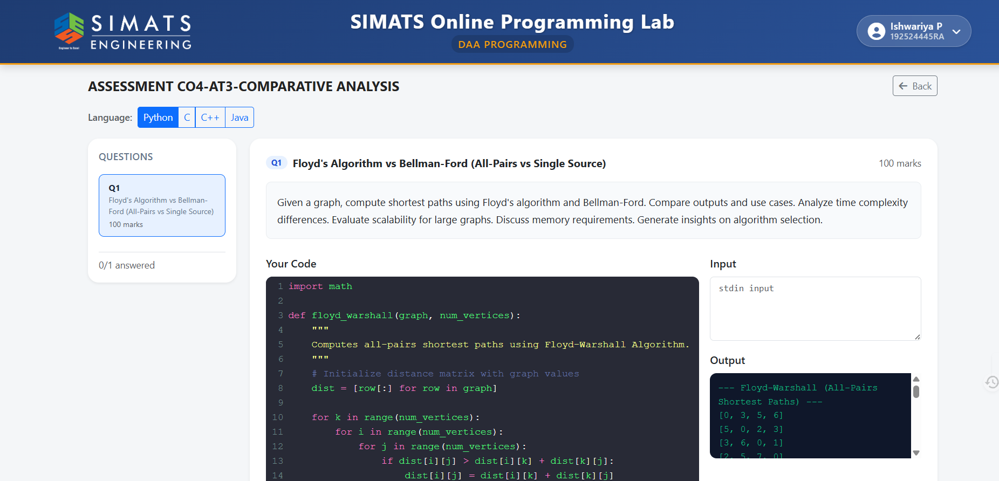 SIMATS
ENGINEERING
Engineer to Excel
SIMATS Online Programming Lab
DAA PROGRAMMING
Ishwariya P
192524445RA
ASSESSMENT CO4-AT3-COMPARATIVE ANALYSIS
Back
Language: Python C C++ Java
QUESTIONS
Q1
Floyd's Algorithm vs Bellman-
Ford (All-Pairs vs Single Source)
100 marks
0/1 answered
Q1 Floyd's Algorithm vs Bellman-Ford (All-Pairs vs Single Source) 100 marks
Given a graph, compute shortest paths using Floyd's algorithm and Bellman-Ford. Compare outputs and use cases. Analyze time complexity
differences. Evaluate scalability for large graphs. Discuss memory requirements. Generate insights on algorithm selection.
Your Code
1 import math
2
3 def floyd_warshall(graph, num_vertices):
4     """
5     Computes all-pairs shortest paths using Floyd-Warshall Algorithm.
6     """
7     # Initialize distance matrix with graph values
8     dist = [row[:] for row in graph]
9
10     for k in range(num_vertices):
11         for i in range(num_vertices):
12             for j in range(num_vertices):
13                 if dist[i][j] > dist[i][k] + dist[k][j]:
14                     dist[i][j] = dist[i][k] + dist[k][j]
Input
stdin input
Output
--- Floyd-Warshall (All-Pairs
Shortest Paths) ---
[0, 3, 5, 6]
[5, 0, 2, 3]
[3, 6, 0, 1]
[2, 5, 7, 0]